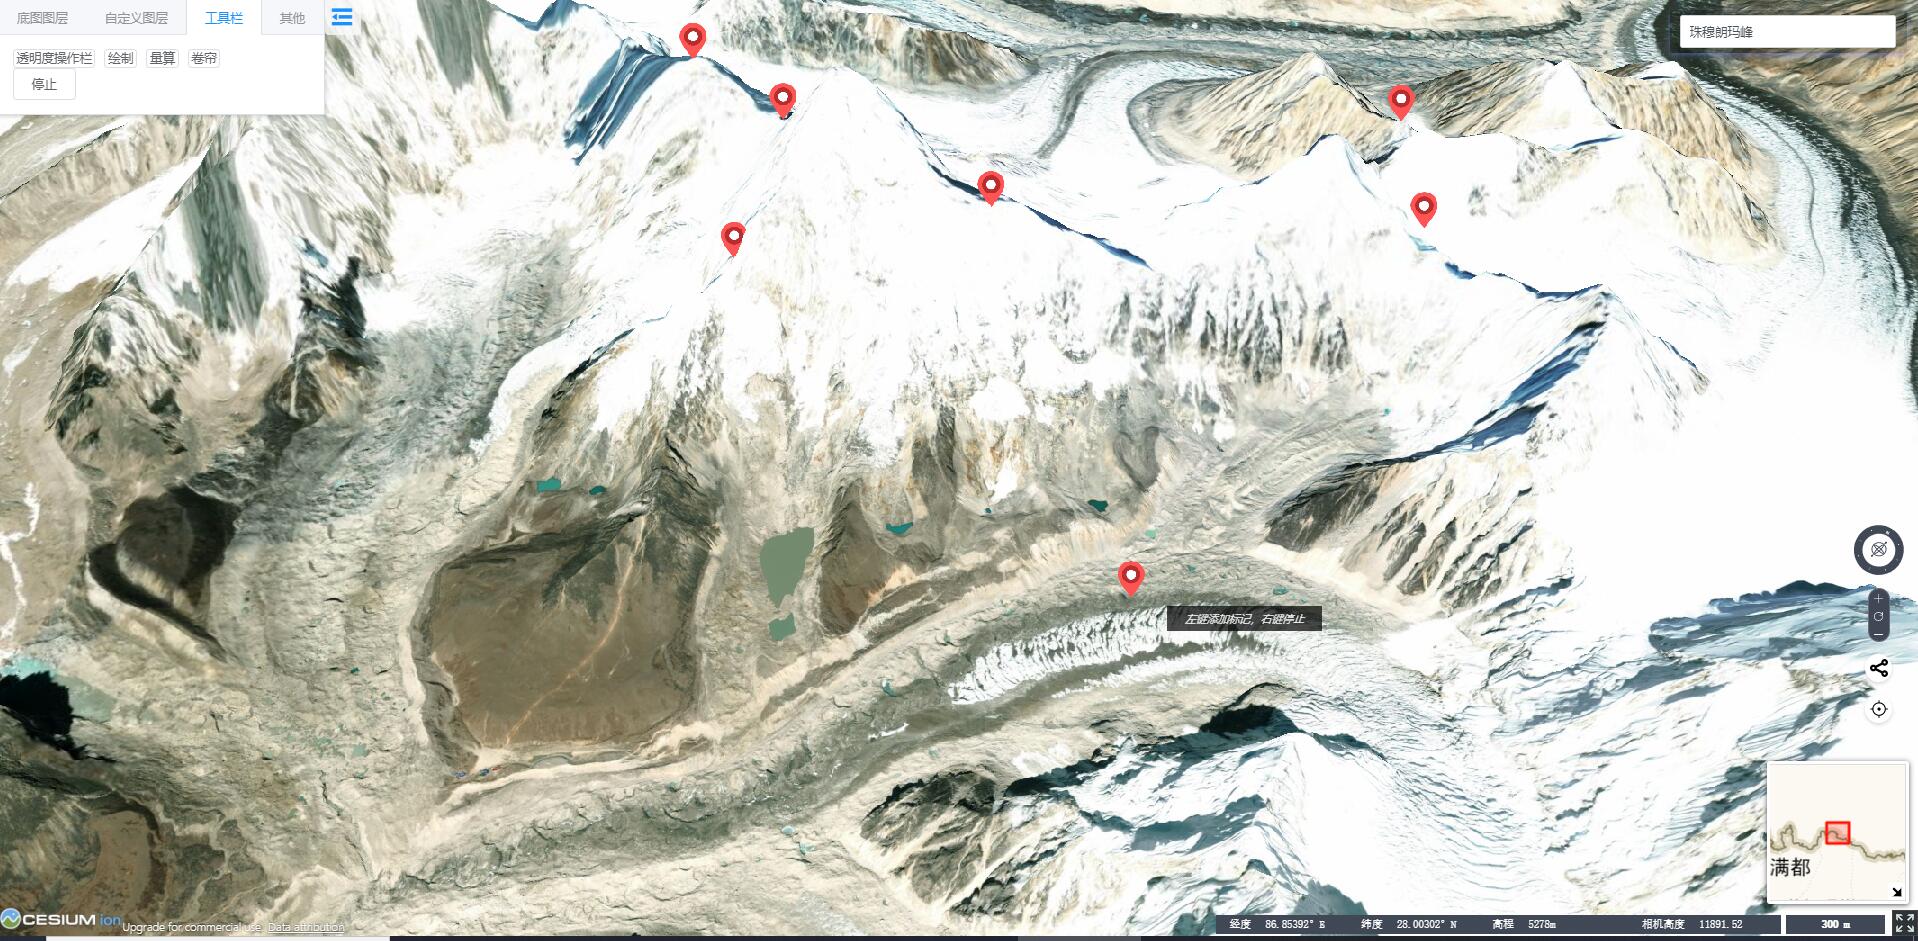 底图图层 自定义图层 工具栏 其他
透明度操作栏 绘制 量算 卷帘
停止
珠穆朗玛峰
左键添加标记，右键停止
满都
CESIUM ion Upgrade for commercial use. Data attribution
经度 86.85392° E 纬度 28.00302° N 高程 5278m 相机高度 11891.52 300 m